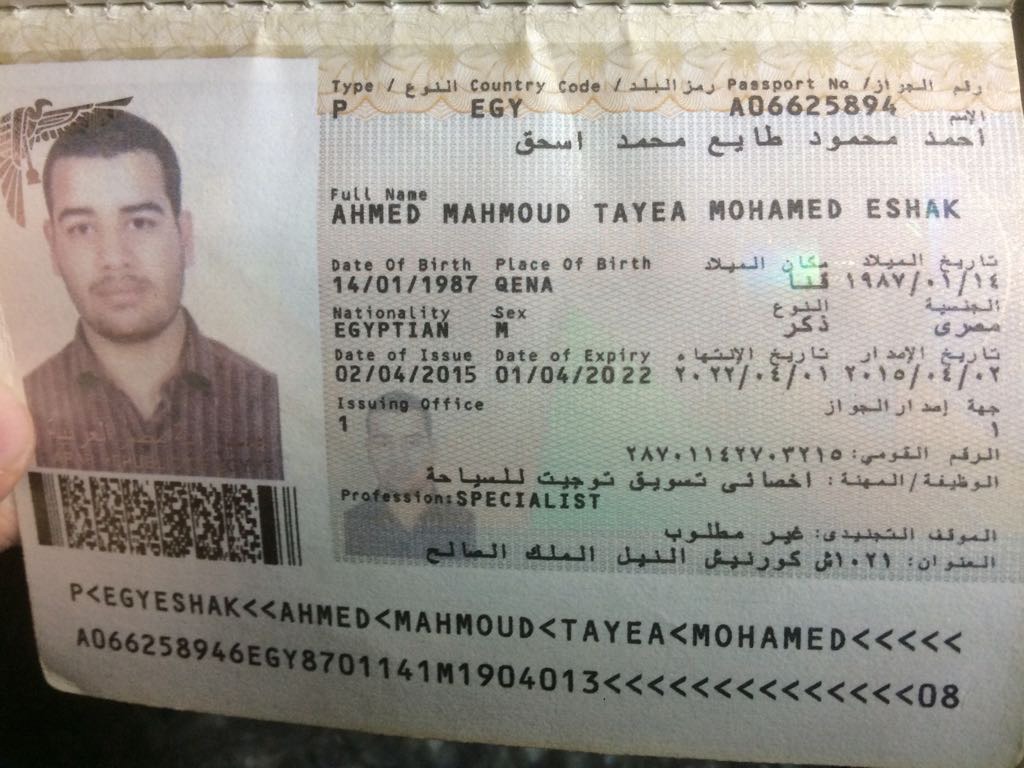 Type / النوع Country Code / رمز البلد Passport No / رقم الجواز
P EGY A06625894
الإسم
احمد محمود طايع محمد اسحق
Full Name
AHMED MAHMOUD TAYEA MOHAMED ESHAK
Date Of Birth Place Of Birth مكان الميلاد تاريخ الميلاد
14/01/1987 QENA قنا ١٩٨٧/٠١/١٤
Nationality Sex النوع الجنسية
EGYPTIAN M ذكر مصرى
Date of Issue Date of Expiry تاريخ الإنتهاء تاريخ الإصدار
02/04/2015 01/04/2022 ٢٠٢٢/٠٤/٠١ ٢٠١٥/٠٤/٠٢
Issuing Office جهة إصدار الجواز
1 ١
الرقم القومى: ٢٨٧٠١١٤٢٧٠٣٢١٥
الوظيفة/المهنة: اخصائى تسويق توجيت للسياحة
Profession:SPECIALIST
الموقف التجنيدى: غير مطلوب
العنوان: ١٠٢١ش كورنيش النيل الملك الصالح
P<EGYESHAK<<AHMED<MAHMOUD<TAYEA<MOHAMED<<<<<
A066258946EGY8701141M1904013<<<<<<<<<<<<<<08